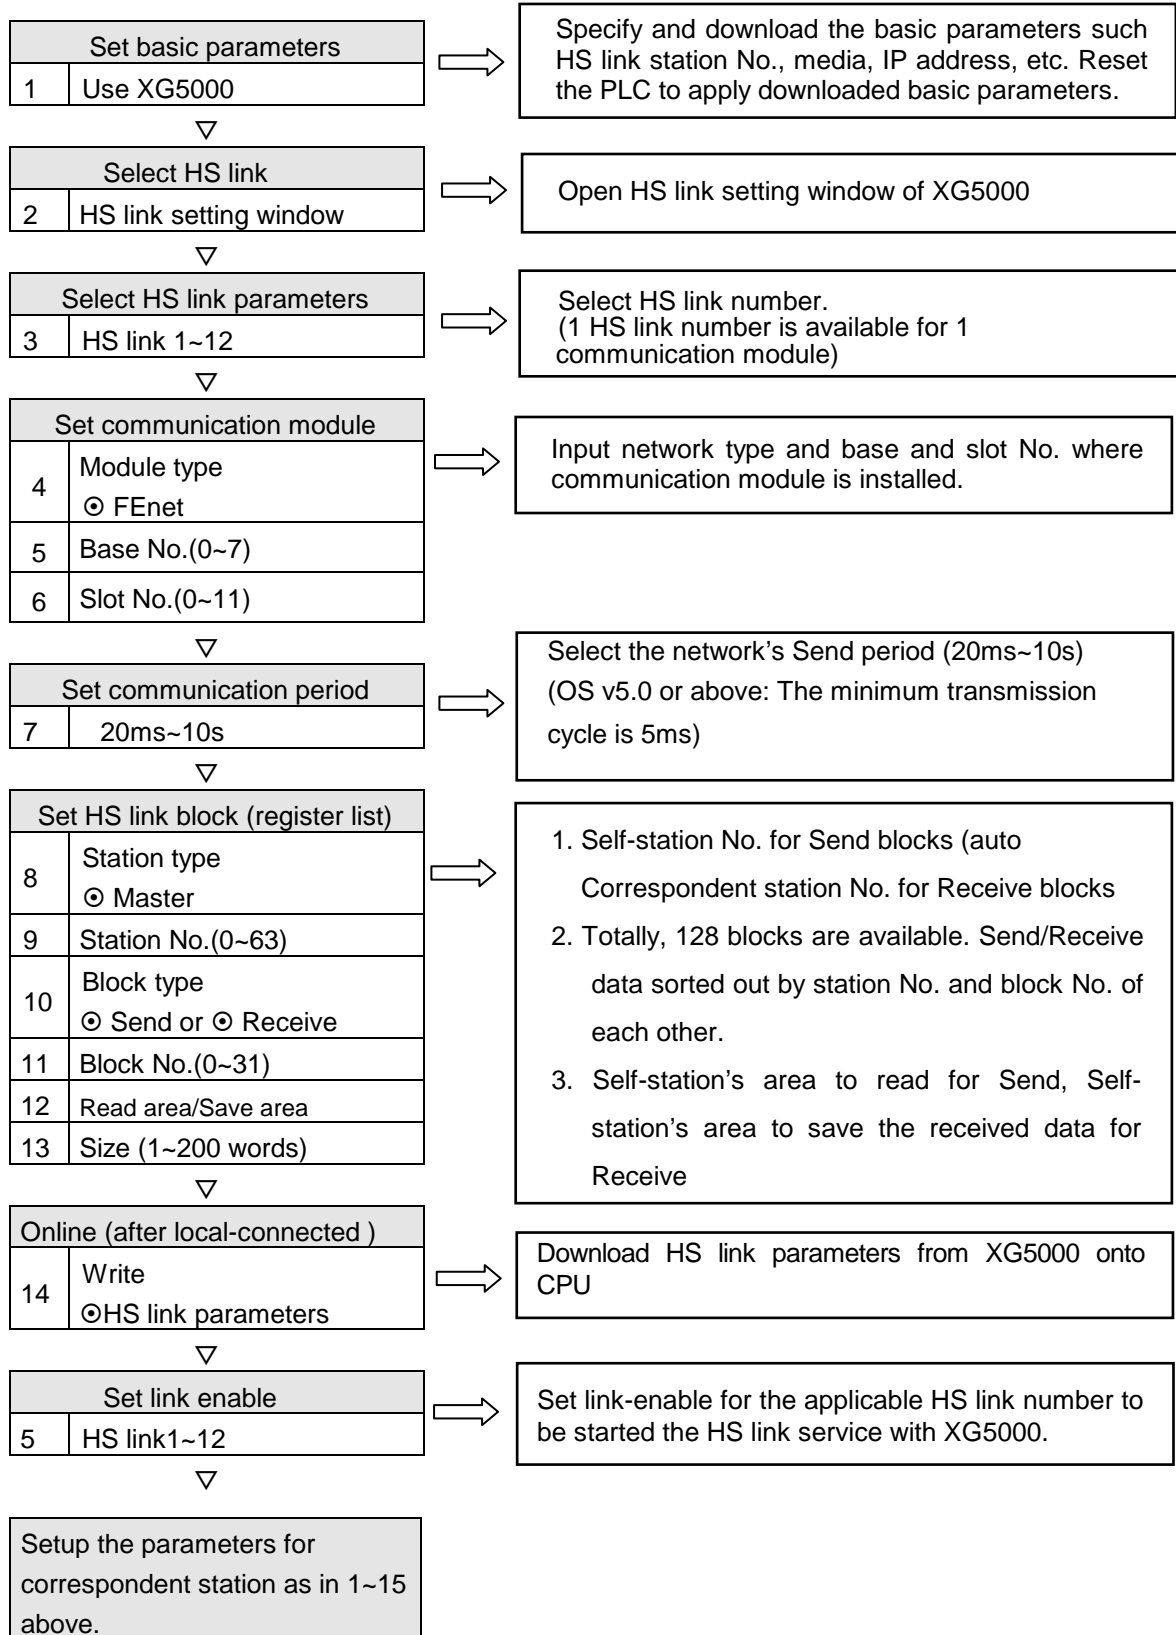 Set basic parameters
1 Use XG5000
Specify and download the basic parameters such
HS link station No., media, IP address, etc. Reset
the PLC to apply downloaded basic parameters.
▽
Select HS link
2 HS link setting window
Open HS link setting window of XG5000
▽
Select HS link parameters
3 HS link 1~12
Select HS link number.
(1 HS link number is available for 1
communication module)
▽
Set communication module
4 Module type
⊙ FEnet
5 Base No.(0~7)
6 Slot No.(0~11)
Input network type and base and slot No. where
communication module is installed.
▽
Set communication period
7 20ms~10s
Select the network's Send period (20ms~10s)
(OS v5.0 or above: The minimum transmission
cycle is 5ms)
▽
Set HS link block (register list)
8 Station type
⊙ Master
9 Station No.(0~63)
10 Block type
⊙ Send or ⊙ Receive
11 Block No.(0~31)
12 Read area/Save area
13 Size (1~200 words)
1. Self-station No. for Send blocks (auto
Correspondent station No. for Receive blocks
2. Totally, 128 blocks are available. Send/Receive
data sorted out by station No. and block No. of
each other.
3. Self-station's area to read for Send, Self-
station's area to save the received data for
Receive
▽
Online (after local-connected )
14 Write
⊙HS link parameters
Download HS link parameters from XG5000 onto
CPU
▽
Set link enable
5 HS link1~12
Set link-enable for the applicable HS link number to
be started the HS link service with XG5000.
▽
Setup the parameters for
correspondent station as in 1~15
above.